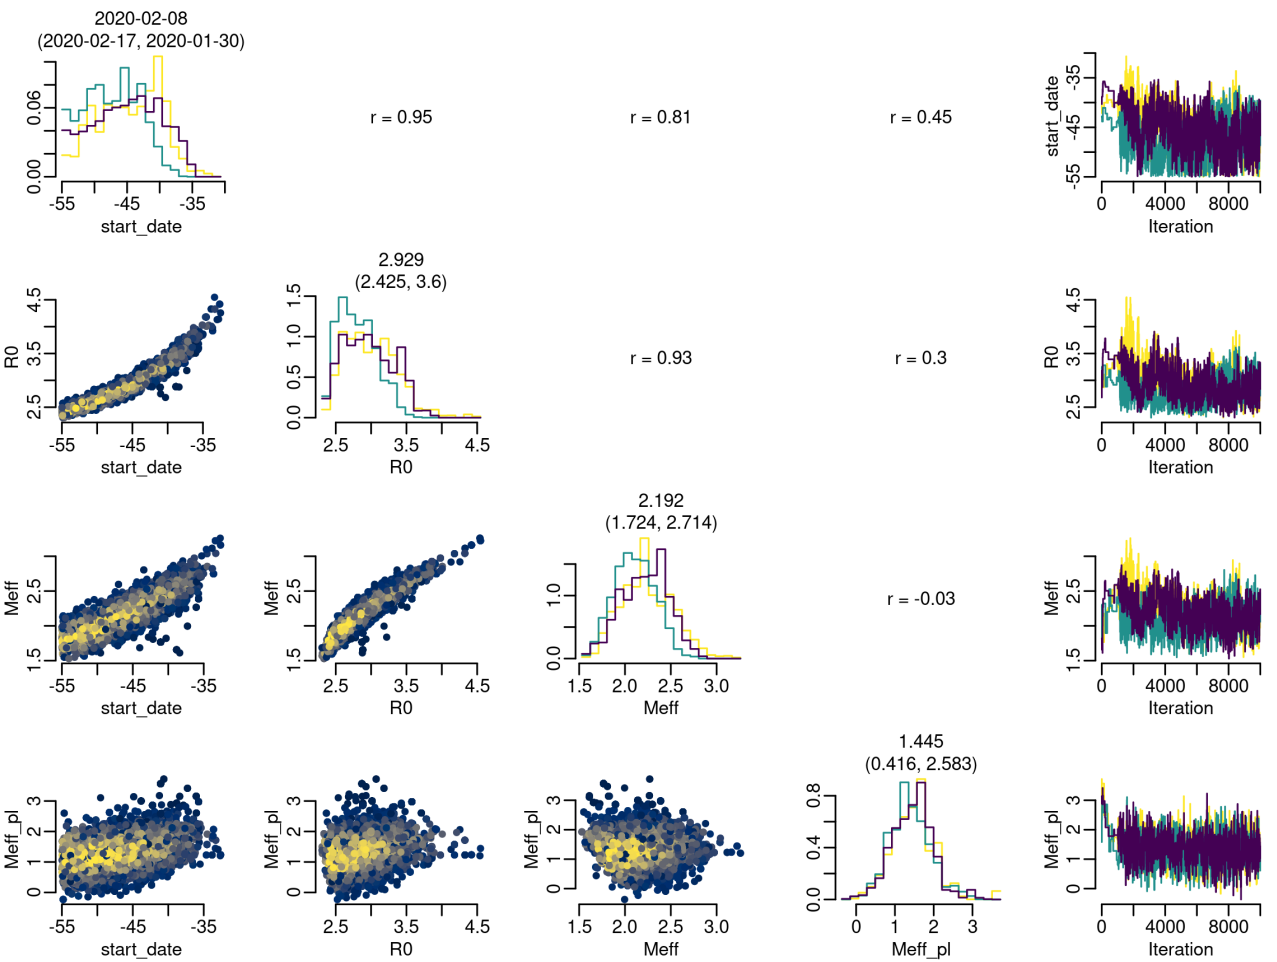 2020-02-08
(2020-02-17, 2020-01-30)
0.00 0.06
-55 -45 -35
start_date
r = 0.95
r = 0.81
r = 0.45
start_date
-55 -45 -35
0 4000 8000
Iteration
R0
2.5 3.5 4.5
-55 -45 -35
start_date
2.929
(2.425, 3.6)
0.0 0.5 1.0 1.5
2.5 3.5 4.5
R0
r = 0.93
r = 0.3
R0
2.5 3.5 4.5
0 4000 8000
Iteration
Meff
1.5 2.5
-55 -45 -35
start_date
Meff
1.5 2.5
2.5 3.5 4.5
R0
2.192
(1.724, 2.714)
0.0 1.0
1.5 2.0 2.5 3.0
Meff
r = -0.03
Meff
1.5 2.5
0 4000 8000
Iteration
Meff_pl
0 1 2 3
-55 -45 -35
start_date
Meff_pl
0 1 2 3
2.5 3.5 4.5
R0
Meff_pl
0 1 2 3
1.5 2.0 2.5 3.0
Meff
1.445
(0.416, 2.583)
0.0 0.4 0.8
0 1 2 3
Meff_pl
Meff_pl
0 1 2 3
0 4000 8000
Iteration